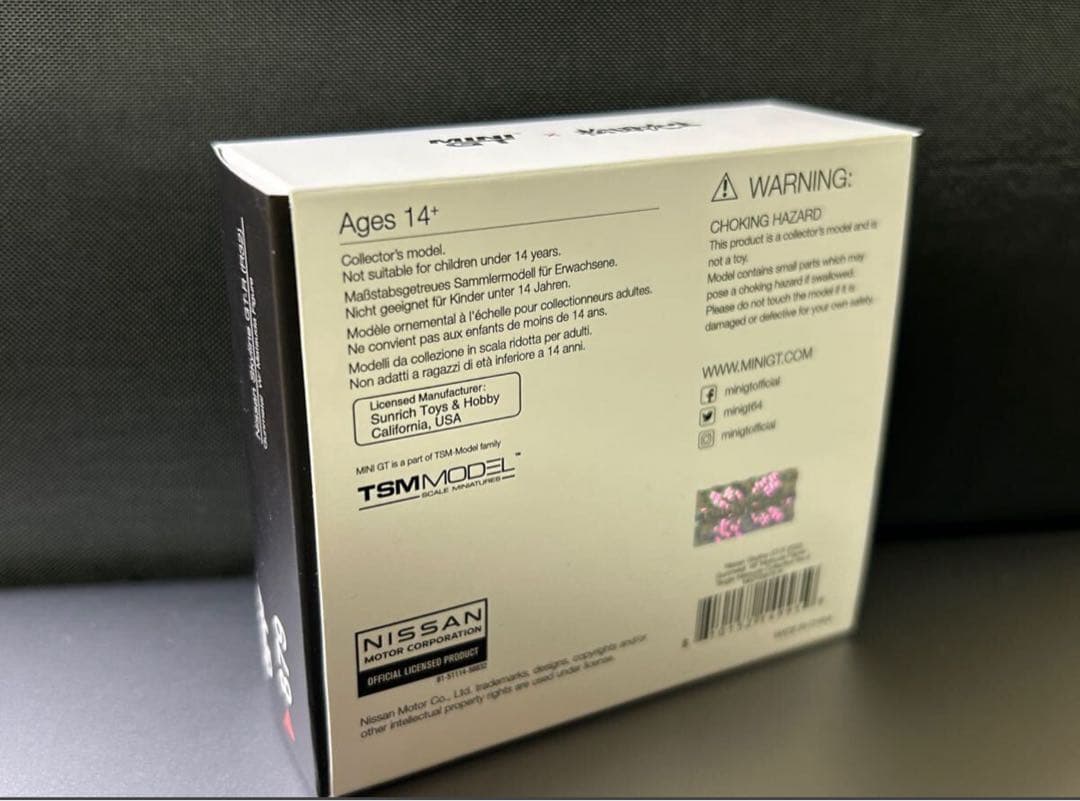 MINI GT ×
Ages 14+
Collector's model.
Not suitable for children under 14 years.
Maßstabsgetreues Sammlermodell für Erwachsene.
Nicht geeignet für Kinder unter 14 Jahren.
Modèle ornemental à l'échelle pour collectionneurs adultes.
Ne convient pas aux enfants de moins de 14 ans.
Modelli da collezione in scala ridotta per adulti.
Non adatti a ragazzi di età inferiore a 14 anni.
Licensed Manufacturer:
Sunrich Toys & Hobby
California, USA
MINI GT is a part of TSM-Model family
TSMMODEL™
SCALE MINIATURES
NISSAN
MOTOR CORPORATION
OFFICIAL LICENSED PRODUCT
Nissan Motor Co., Ltd. trademarks, designs, copyrights and/or
other intellectual property rights are used under license.
WARNING:
CHOKING HAZARD
This product is a collector's model and is
not a toy.
Model contains small parts which may
pose a choking hazard if swallowed.
Please do not touch the model if it is
damaged or defective for your own safety.
WWW.MINIGT.COM
minigtofficial
minigt64
minigtofficial